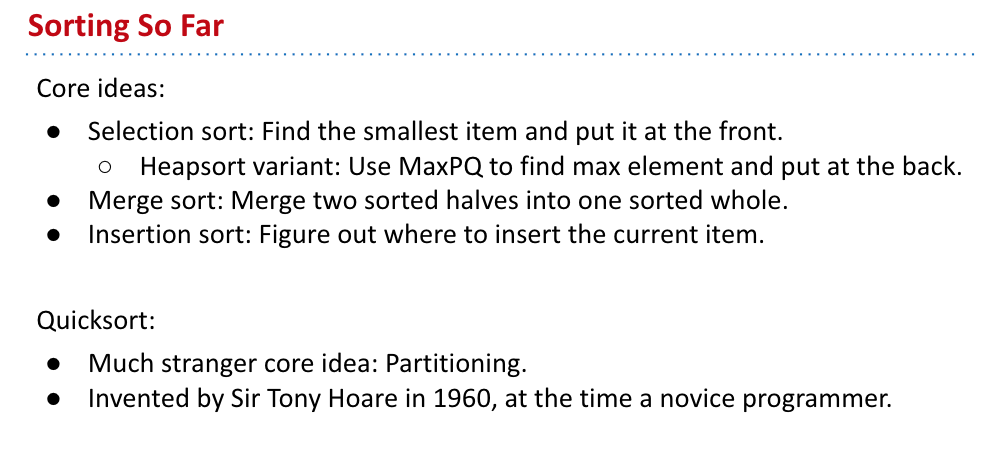 Sorting So Far
Core ideas:
● Selection sort: Find the smallest item and put it at the front.
○ Heapsort variant: Use MaxPQ to find max element and put at the back.
● Merge sort: Merge two sorted halves into one sorted whole.
● Insertion sort: Figure out where to insert the current item.
Quicksort:
● Much stranger core idea: Partitioning.
● Invented by Sir Tony Hoare in 1960, at the time a novice programmer.